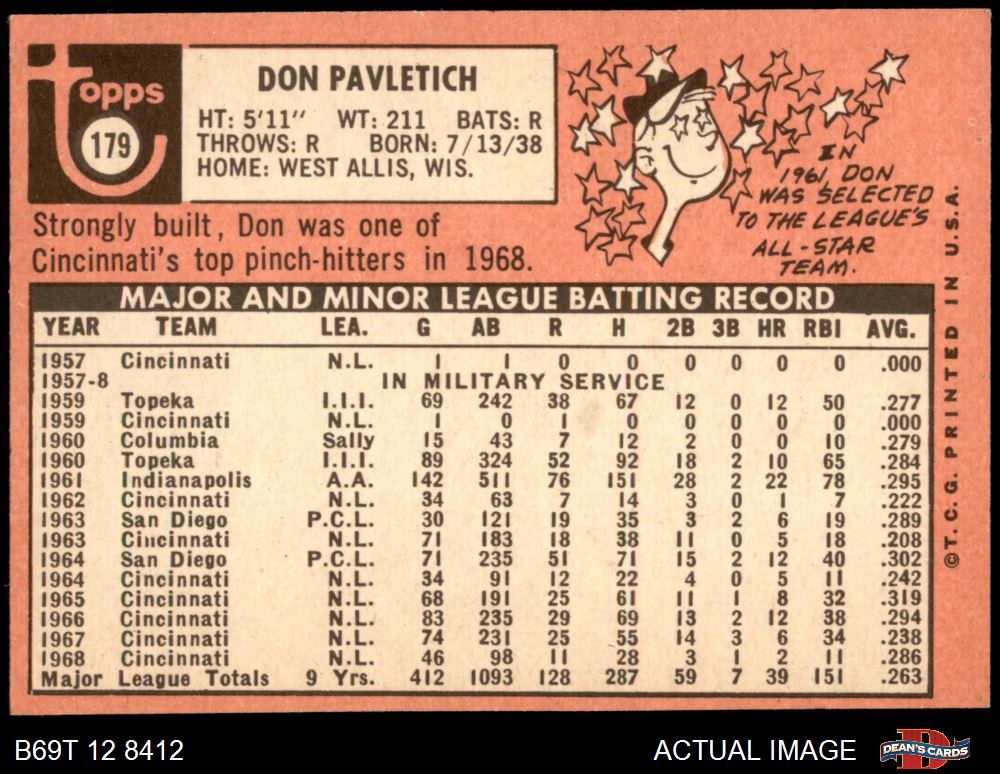 Topps
179
DON PAVLETICH
HT: 5'11" WT: 211 BATS: R
THROWS: R BORN: 7/13/38
HOME: WEST ALLIS, WIS.
Strongly built, Don was one of
Cincinnati's top pinch-hitters in 1968.
IN
1961, DON
WAS SELECTED
TO THE LEAGUE'S
ALL-STAR
TEAM.
MAJOR AND MINOR LEAGUE BATTING RECORD
YEAR TEAM LEA. G AB R H 2B 3B HR RBI AVG.
1957 Cincinnati N.L. 1 1 0 0 0 0 0 0 .000
1957-8 IN MILITARY SERVICE
1959 Topeka I.I.I. 69 242 38 67 12 0 12 50 .277
1959 Cincinnati N.L. 1 0 1 0 0 0 0 0 .000
1960 Columbia Sally 15 43 7 12 2 0 0 10 .279
1960 Topeka I.I.I. 89 324 52 92 18 2 10 65 .284
1961 Indianapolis A.A. 142 511 76 151 28 2 22 78 .295
1962 Cincinnati N.L. 34 63 7 14 3 0 1 7 .222
1963 San Diego P.C.L. 30 121 19 35 3 2 6 19 .289
1963 Cincinnati N.L. 71 183 18 38 11 0 5 18 .208
1964 San Diego P.C.L. 71 235 51 71 15 2 12 40 .302
1964 Cincinnati N.L. 34 91 12 22 4 0 5 11 .242
1965 Cincinnati N.L. 68 191 25 61 11 1 8 32 .319
1966 Cincinnati N.L. 83 235 29 69 13 2 12 38 .294
1967 Cincinnati N.L. 74 231 25 55 14 3 6 34 .238
1968 Cincinnati N.L. 46 98 11 28 3 1 2 11 .286
Major League Totals 9 Yrs. 412 1093 128 287 59 7 39 151 .263
©T.C.G. PRINTED IN U.S.A.
B69T 12 8412
ACTUAL IMAGE
DEAN'S CARDS